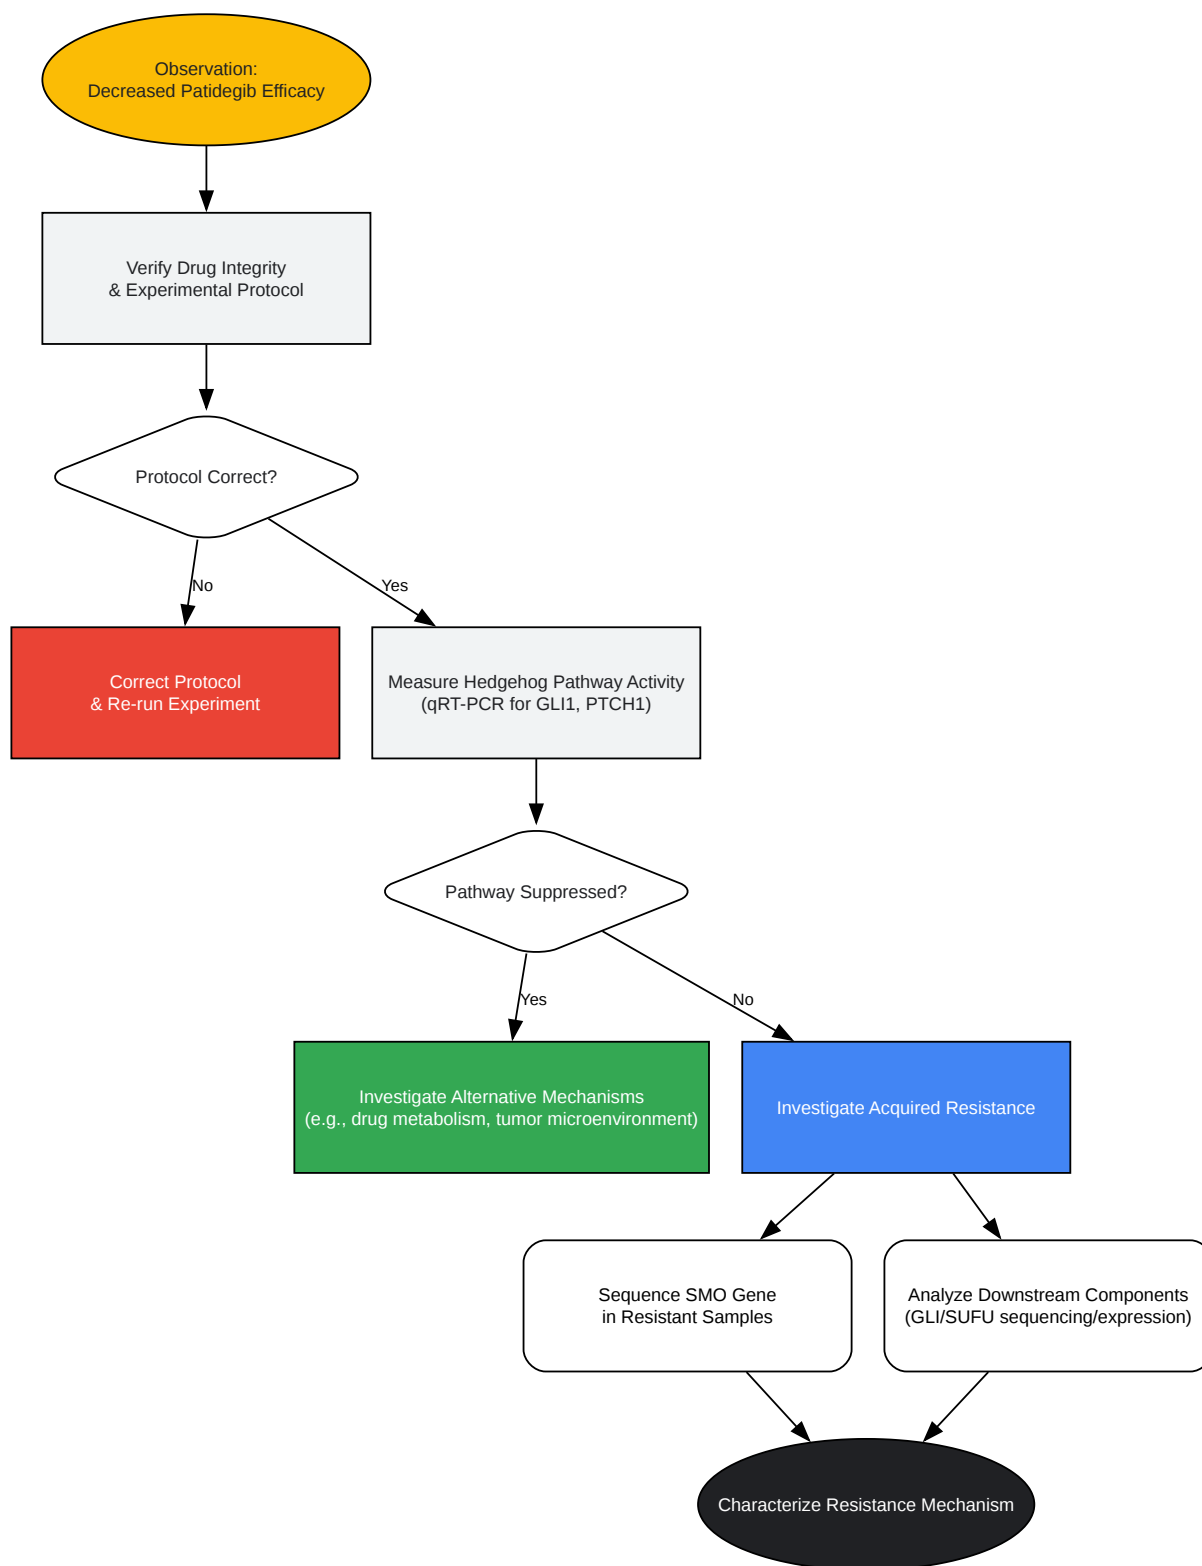 Observation:
Decreased Patidegib Efficacy
Verify Drug Integrity
& Experimental Protocol
Protocol Correct?
No
Yes
Correct Protocol
& Re-run Experiment
Measure Hedgehog Pathway Activity
(qRT-PCR for GLI1, PTCH1)
Pathway Suppressed?
Yes
No
Investigate Alternative Mechanisms
(e.g., drug metabolism, tumor microenvironment)
Investigate Acquired Resistance
Sequence SMO Gene
in Resistant Samples
Analyze Downstream Components
(GLI/SUFU sequencing/expression)
Characterize Resistance Mechanism